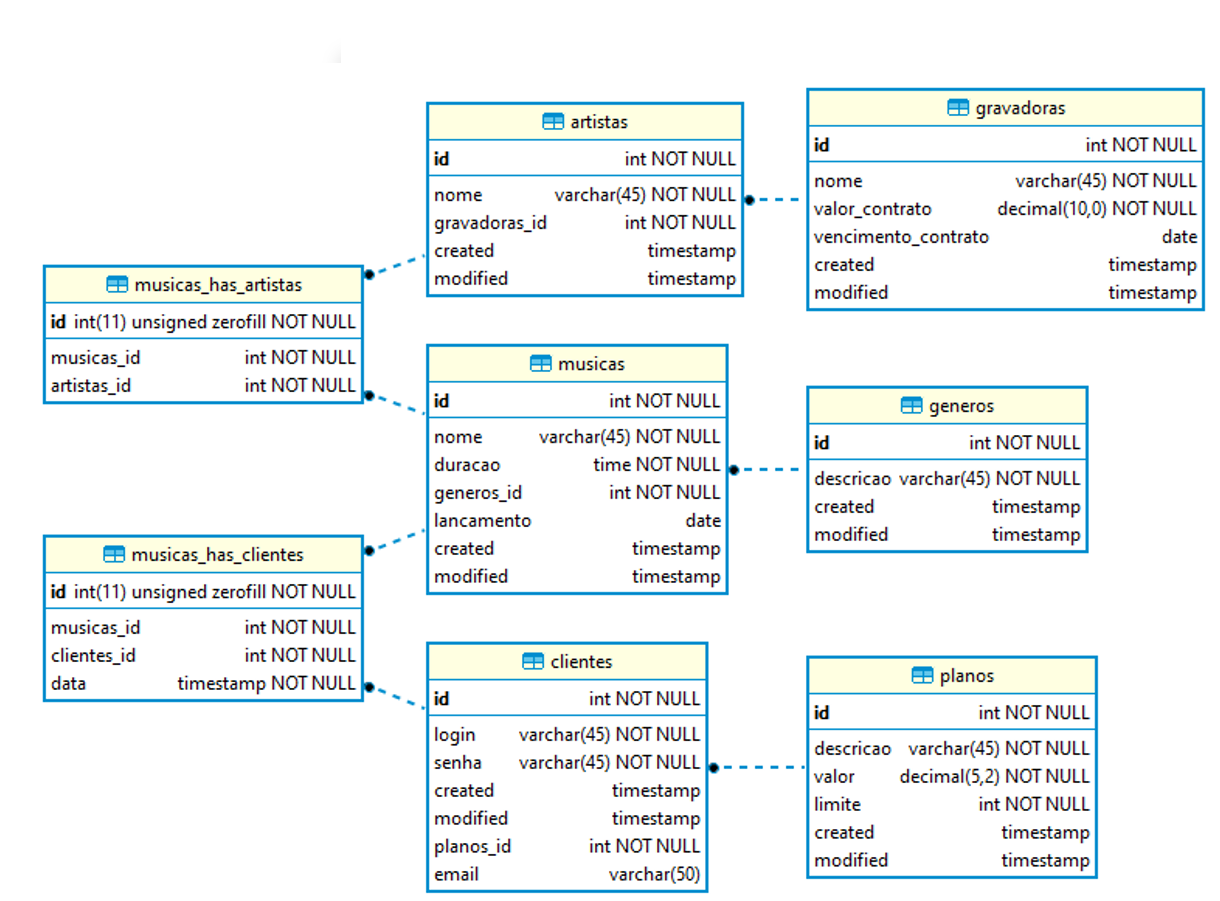 artistas
id int NOT NULL
nome varchar(45) NOT NULL
gravadoras_id int NOT NULL
created timestamp
modified timestamp
gravadoras
id int NOT NULL
nome varchar(45) NOT NULL
valor_contrato decimal(10,0) NOT NULL
vencimento_contrato date
created timestamp
modified timestamp
musicas_has_artistas
id int(11) unsigned zerofill NOT NULL
musicas_id int NOT NULL
artistas_id int NOT NULL
musicas
id int NOT NULL
nome varchar(45) NOT NULL
duracao time NOT NULL
generos_id int NOT NULL
lancamento date
created timestamp
modified timestamp
generos
id int NOT NULL
descricao varchar(45) NOT NULL
created timestamp
modified timestamp
musicas_has_clientes
id int(11) unsigned zerofill NOT NULL
musicas_id int NOT NULL
clientes_id int NOT NULL
data timestamp NOT NULL
clientes
id int NOT NULL
login varchar(45) NOT NULL
senha varchar(45) NOT NULL
created timestamp
modified timestamp
planos_id int NOT NULL
email varchar(50)
planos
id int NOT NULL
descricao varchar(45) NOT NULL
valor decimal(5,2) NOT NULL
limite int NOT NULL
created timestamp
modified timestamp